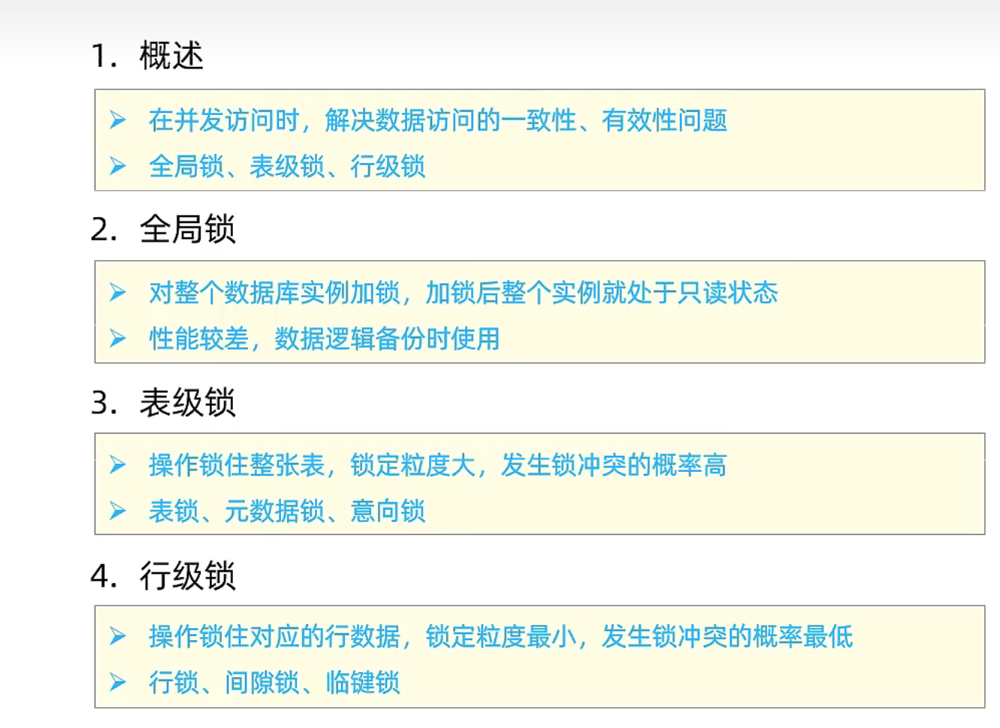 1. 概述
➢ 在并发访问时，解决数据访问的一致性、有效性问题
➢ 全局锁、表级锁、行级锁
2. 全局锁
➢ 对整个数据库实例加锁，加锁后整个实例就处于只读状态
➢ 性能较差，数据逻辑备份时使用
3. 表级锁
➢ 操作锁住整张表，锁定粒度大，发生锁冲突的概率高
➢ 表锁、元数据锁、意向锁
4. 行级锁
➢ 操作锁住对应的行数据，锁定粒度最小，发生锁冲突的概率最低
➢ 行锁、间隙锁、临键锁